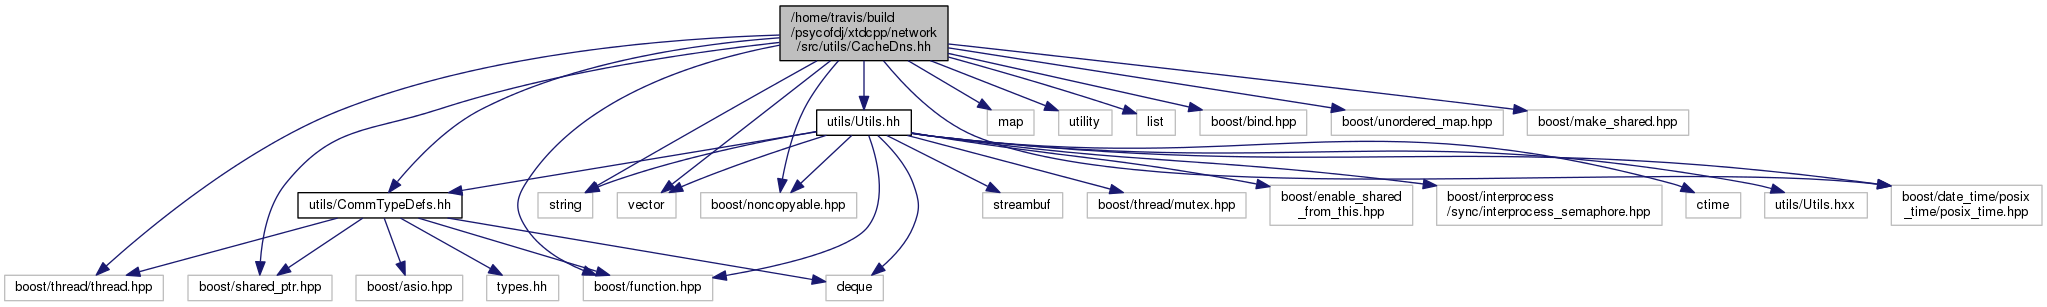 /home/travis/build
/psycofdj/xtdcpp/network
/src/utils/CacheDns.hh
utils/Utils.hh
map
utility
list
boost/bind.hpp
boost/unordered_map.hpp
boost/make_shared.hpp
utils/CommTypeDefs.hh
string
vector
boost/noncopyable.hpp
streambuf
boost/thread/mutex.hpp
boost/enable_shared
_from_this.hpp
boost/interprocess
/sync/interprocess_semaphore.hpp
ctime
utils/Utils.hxx
boost/date_time/posix
_time/posix_time.hpp
boost/thread/thread.hpp
boost/shared_ptr.hpp
boost/asio.hpp
types.hh
boost/function.hpp
deque